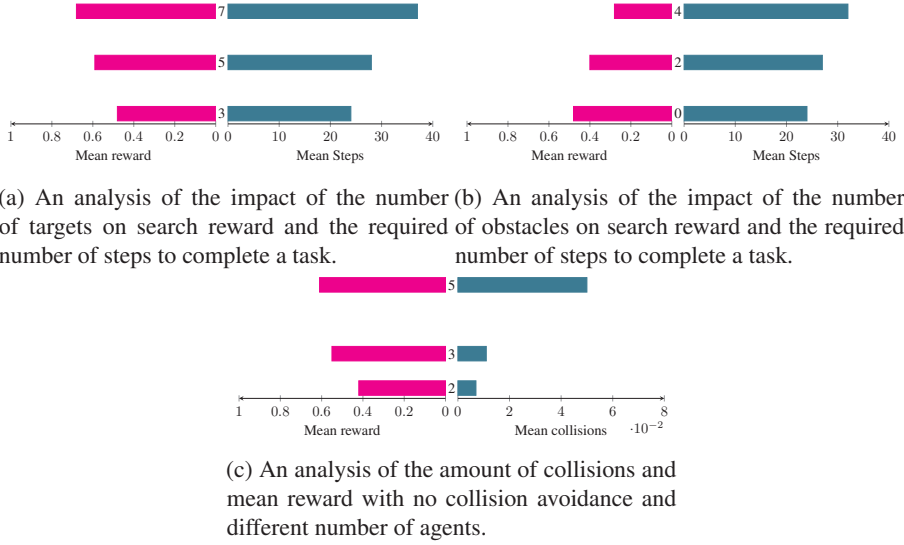 7
5
3
1 0.8 0.6 0.4 0.2 0 0 10 20 30 40
Mean reward Mean Steps
4
2
0
1 0.8 0.6 0.4 0.2 0 0 10 20 30 40
Mean reward Mean Steps
(a) An analysis of the impact of the number
of targets on search reward and the required
number of steps to complete a task.
(b) An analysis of the impact of the number
of obstacles on search reward and the required
number of steps to complete a task.
5
3
2
1 0.8 0.6 0.4 0.2 0 0 2 4 6 8
Mean reward Mean collisions ·10⁻²
(c) An analysis of the amount of collisions and
mean reward with no collision avoidance and
different number of agents.